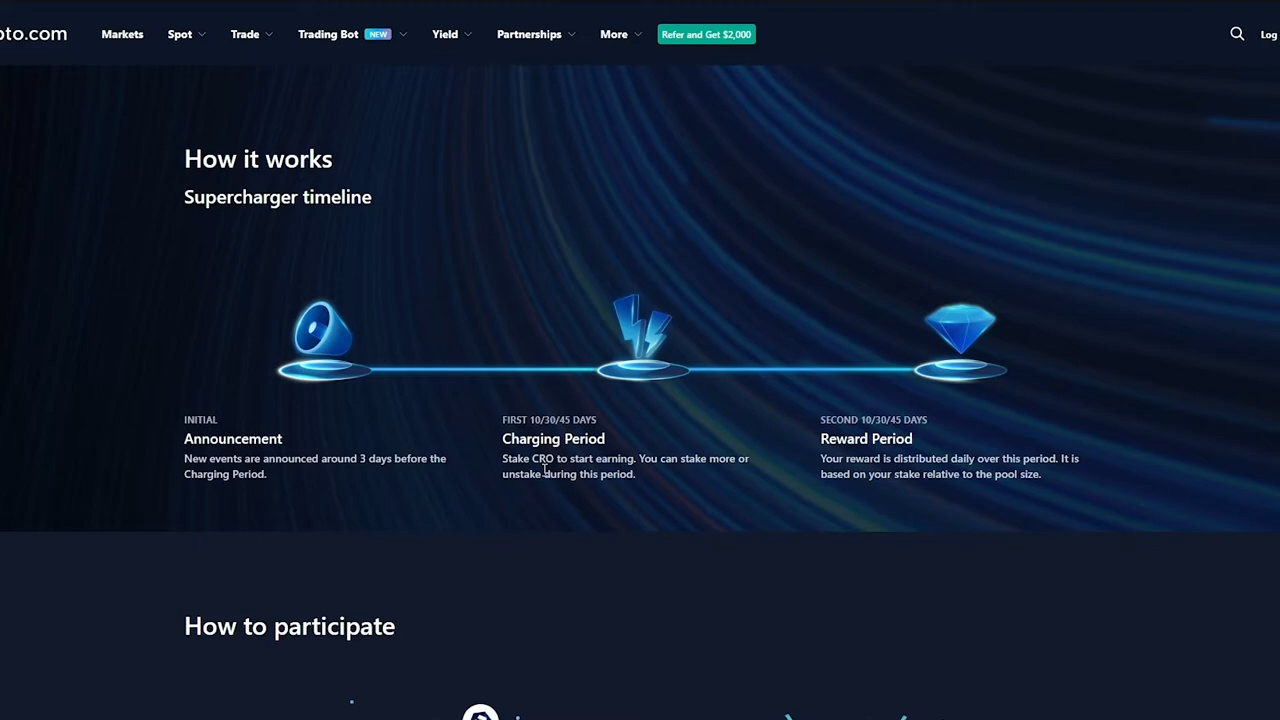 oto.com
Markets
Spot
Trade
Trading Bot NEW
Yield
Partnerships
More
Refer and Get $2,000
Log
How it works
Supercharger timeline
INITIAL
Announcement
New events are announced around 3 days before the
Charging Period.
FIRST 10/30/45 DAYS
Charging Period
Stake CRO to start earning. You can stake more or
unstake during this period.
SECOND 10/30/45 DAYS
Reward Period
Your reward is distributed daily over this period. It is
based on your stake relative to the pool size.
How to participate